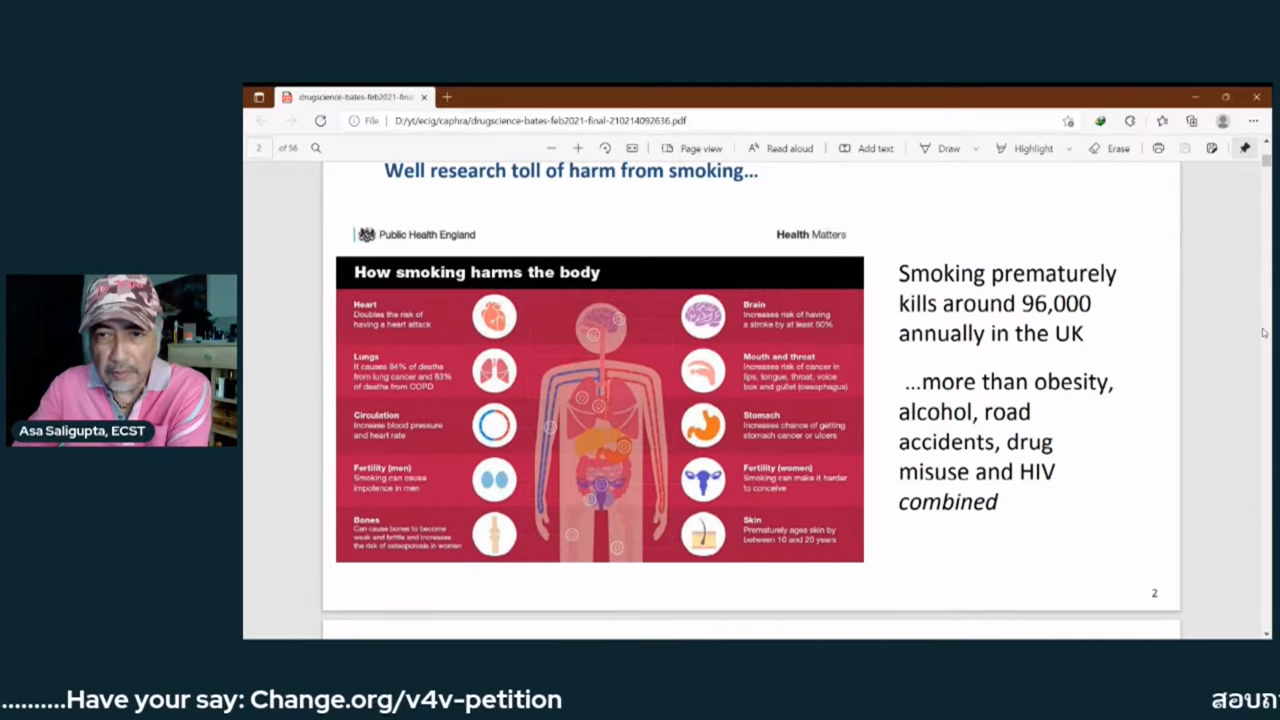 drugscience-bates-feb2021-final
File
D:/yt/ecig/caphra/drugscience-bates-feb2021-final-210214092636.pdf
2 of 56
Page view
Read aloud
Add text
Draw
Highlight
Erase
Well research toll of harm from smoking...
Public Health England
Health Matters
How smoking harms the body
Heart
Doubles the risk of
having a heart attack
Brain
Increases risk of having
a stroke by at least 50%
Lungs
It causes 84% of deaths
from lung cancer and 83%
of deaths from COPD
Mouth and throat
Increases risk of cancer in
lips, tongue, throat, voice
box and gullet (oesophagus)
Circulation
Increase blood pressure
and heart rate
Stomach
Increases chance of getting
stomach cancer or ulcers
Fertility (men)
Smoking can cause
impotence in men
Fertility (women)
Smoking can make it harder
to conceive
Bones
Can cause bones to become
weak and brittle and increases
the risk of osteoporosis in women
Skin
Prematurely ages skin by
between 10 and 20 years
Smoking prematurely
kills around 96,000
annually in the UK
...more than obesity,
alcohol, road
accidents, drug
misuse and HIV
combined
2
Asa Saligupta, ECST
..........Have your say: Change.org/v4v-petition